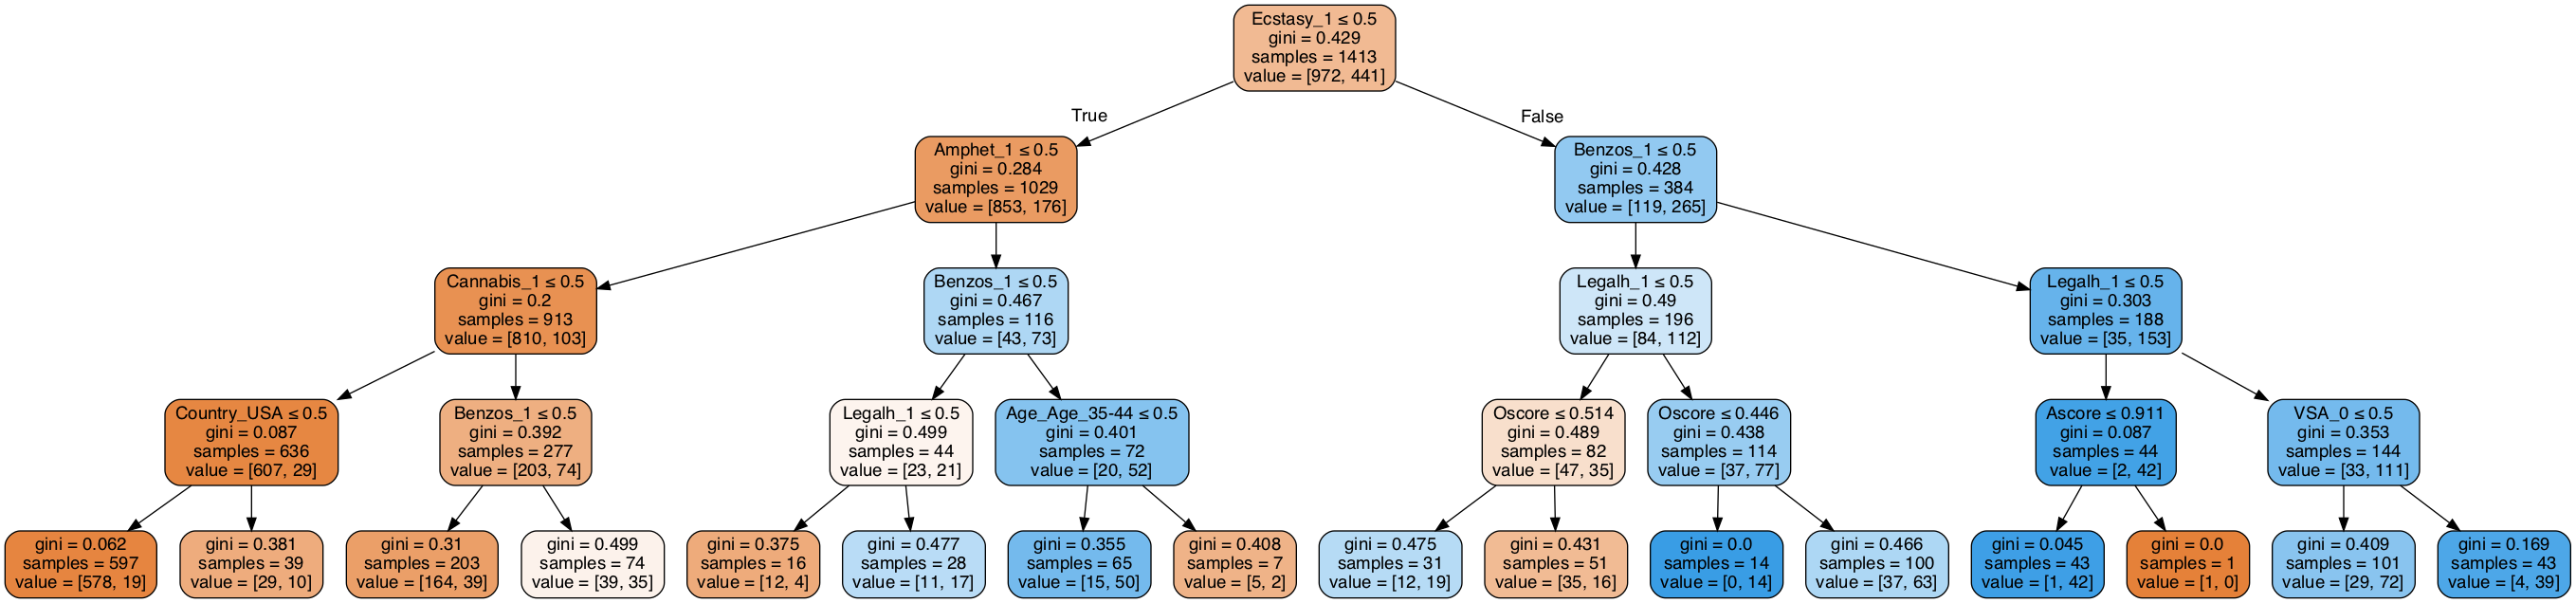 Ecstasy_1 ≤ 0.5
gini = 0.429
samples = 1413
value = [972, 441]
True
False
Amphet_1 ≤ 0.5
gini = 0.284
samples = 1029
value = [853, 176]
Benzos_1 ≤ 0.5
gini = 0.428
samples = 384
value = [119, 265]
Cannabis_1 ≤ 0.5
gini = 0.2
samples = 913
value = [810, 103]
Benzos_1 ≤ 0.5
gini = 0.467
samples = 116
value = [43, 73]
Legalh_1 ≤ 0.5
gini = 0.49
samples = 196
value = [84, 112]
Legalh_1 ≤ 0.5
gini = 0.303
samples = 188
value = [35, 153]
Country_USA ≤ 0.5
gini = 0.087
samples = 636
value = [607, 29]
Benzos_1 ≤ 0.5
gini = 0.392
samples = 277
value = [203, 74]
Legalh_1 ≤ 0.5
gini = 0.499
samples = 44
value = [23, 21]
Age_Age_35-44 ≤ 0.5
gini = 0.401
samples = 72
value = [20, 52]
Oscore ≤ 0.514
gini = 0.489
samples = 82
value = [47, 35]
Oscore ≤ 0.446
gini = 0.438
samples = 114
value = [37, 77]
Ascore ≤ 0.911
gini = 0.087
samples = 44
value = [2, 42]
VSA_0 ≤ 0.5
gini = 0.353
samples = 144
value = [33, 111]
gini = 0.062
samples = 597
value = [578, 19]
gini = 0.381
samples = 39
value = [29, 10]
gini = 0.31
samples = 203
value = [164, 39]
gini = 0.499
samples = 74
value = [39, 35]
gini = 0.375
samples = 16
value = [12, 4]
gini = 0.477
samples = 28
value = [11, 17]
gini = 0.355
samples = 65
value = [15, 50]
gini = 0.408
samples = 7
value = [5, 2]
gini = 0.475
samples = 31
value = [12, 19]
gini = 0.431
samples = 51
value = [35, 16]
gini = 0.0
samples = 14
value = [0, 14]
gini = 0.466
samples = 100
value = [37, 63]
gini = 0.045
samples = 43
value = [1, 42]
gini = 0.0
samples = 1
value = [1, 0]
gini = 0.409
samples = 101
value = [29, 72]
gini = 0.169
samples = 43
value = [4, 39]